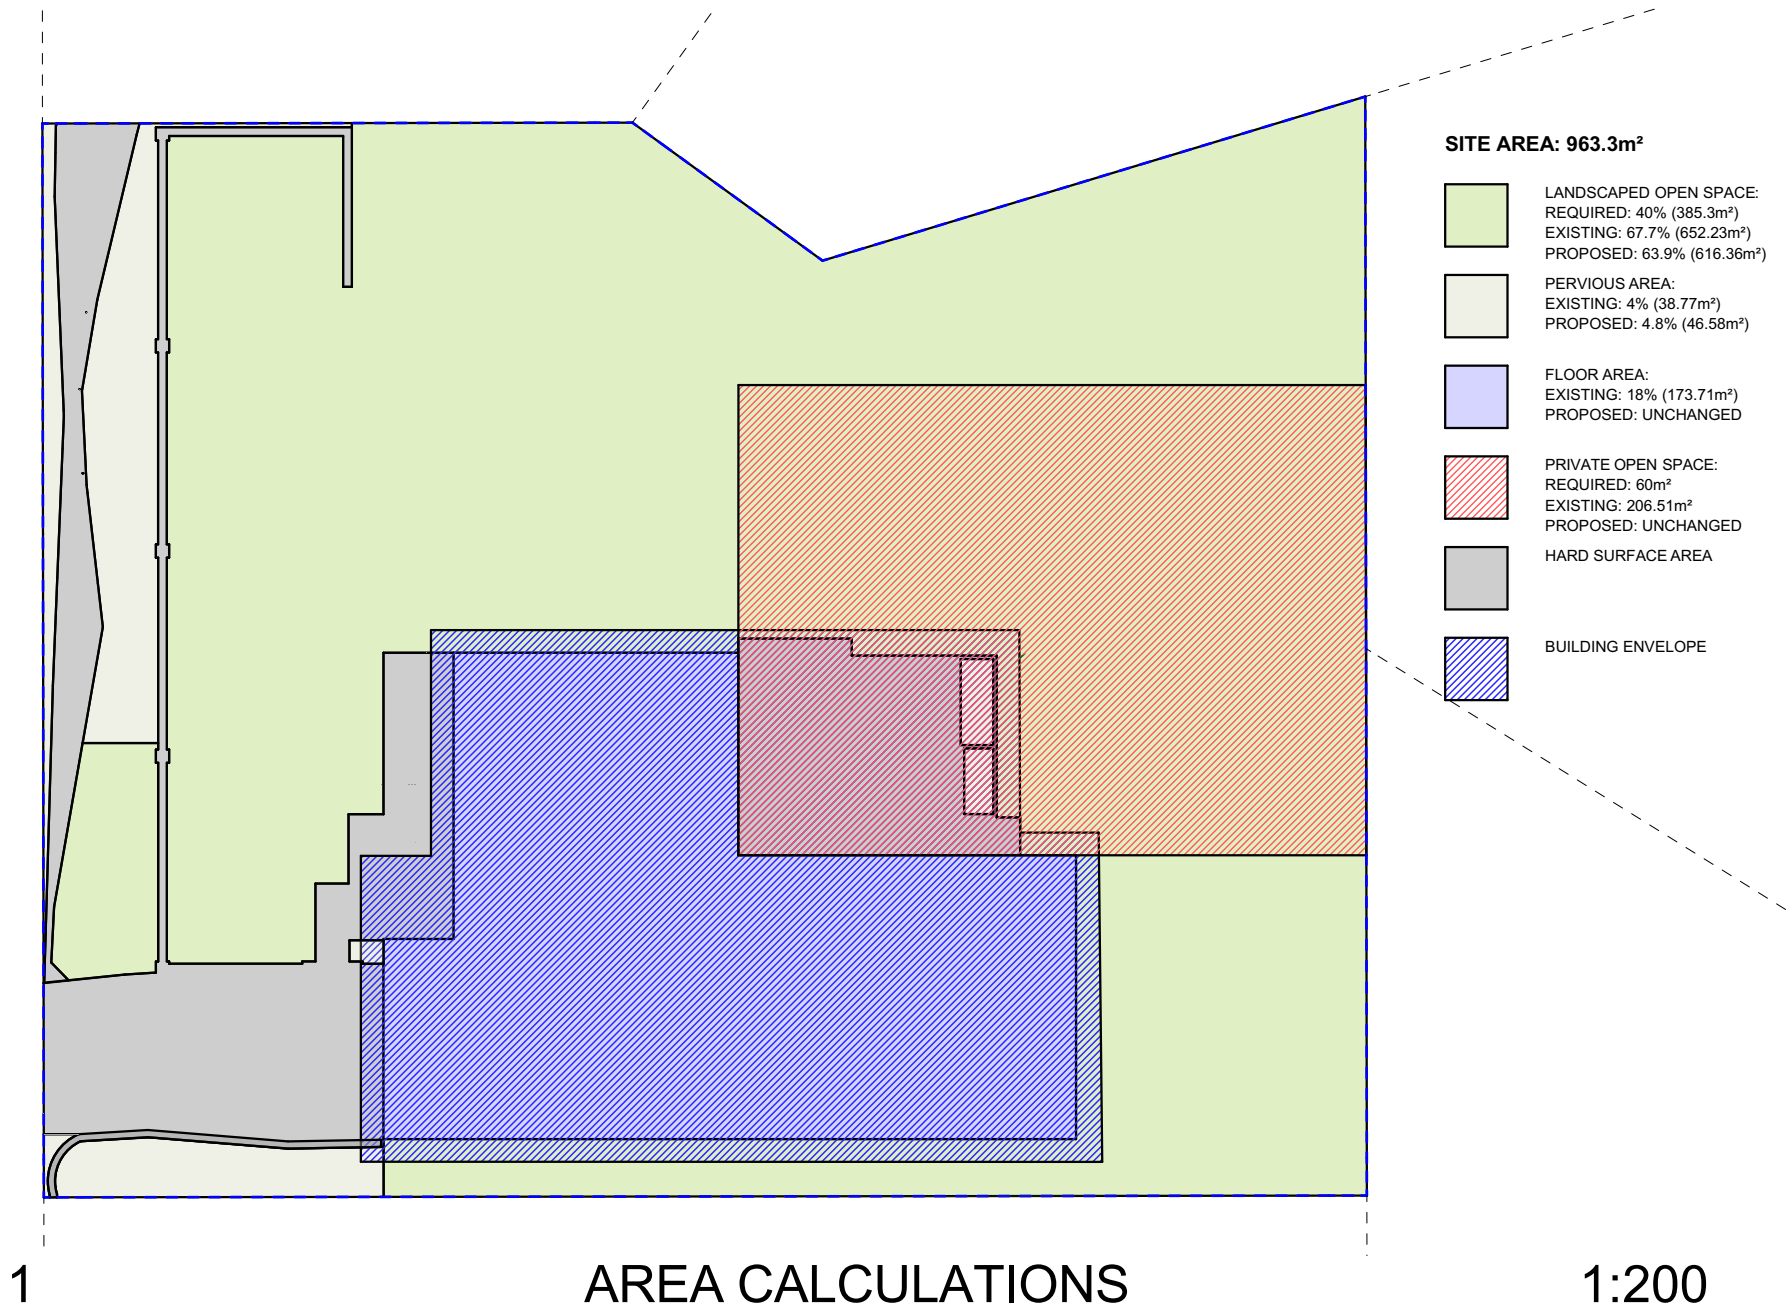 SITE AREA: 963.3m²
LANDSCAPED OPEN SPACE:
REQUIRED: 40% (385.3m²)
EXISTING: 67.7% (652.23m²)
PROPOSED: 63.9% (616.36m²)
PERVIOUS AREA:
EXISTING: 4% (38.77m²)
PROPOSED: 4.8% (46.58m²)
FLOOR AREA:
EXISTING: 18% (173.71m²)
PROPOSED: UNCHANGED
PRIVATE OPEN SPACE:
REQUIRED: 60m²
EXISTING: 206.51m²
PROPOSED: UNCHANGED
HARD SURFACE AREA
BUILDING ENVELOPE
1 AREA CALCULATIONS 1:200